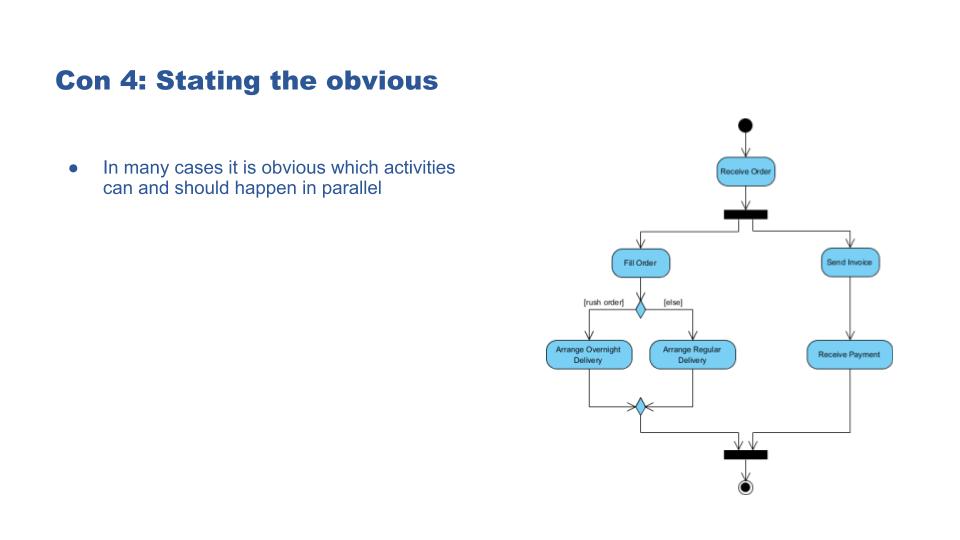 Con 4: Stating the obvious
● In many cases it is obvious which activities
can and should happen in parallel
Receive Order
Fill Order
Send Invoice
[rush order]
[else]
Arrange Overnight
Delivery
Arrange Regular
Delivery
Receive Payment